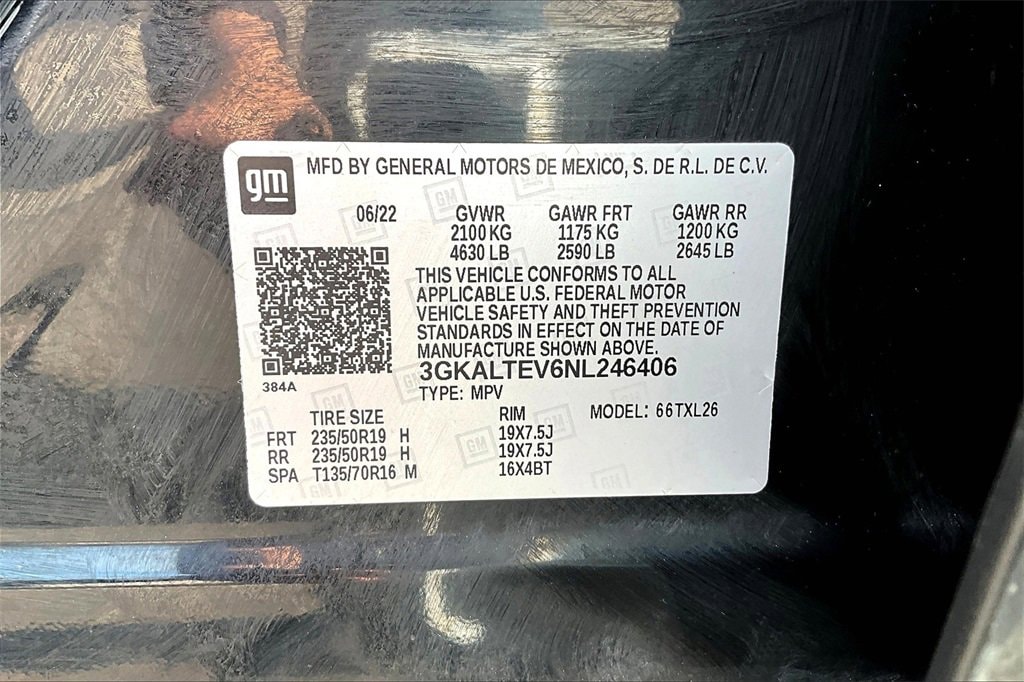 gm
MFD BY GENERAL MOTORS DE MEXICO, S. DE R.L. DE C.V.
06/22 GVWR GAWR FRT GAWR RR
2100 KG 1175 KG 1200 KG
4630 LB 2590 LB 2645 LB
THIS VEHICLE CONFORMS TO ALL
APPLICABLE U.S. FEDERAL MOTOR
VEHICLE SAFETY AND THEFT PREVENTION
STANDARDS IN EFFECT ON THE DATE OF
MANUFACTURE SHOWN ABOVE.
384A
3GKALTEV6NL246406
TYPE: MPV
TIRE SIZE RIM MODEL: 66TXL26
FRT 235/50R19 H 19X7.5J
RR 235/50R19 H 19X7.5J
SPA T135/70R16 M 16X4BT